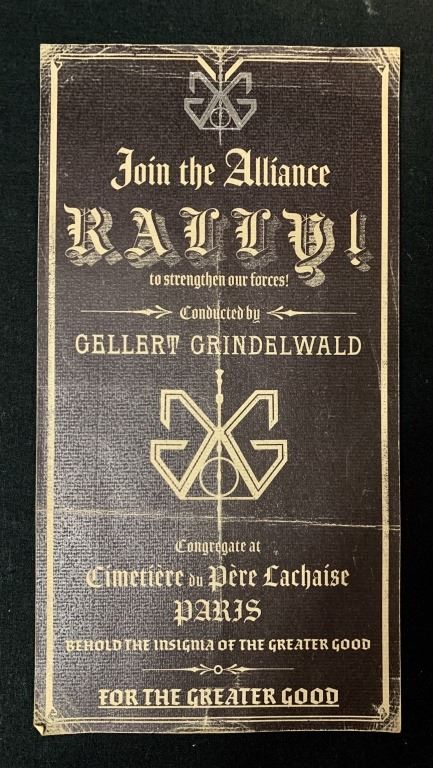 Join the Alliance
RALLY!
to strengthen our forces!
Conducted by
GELLERT GRINDELWALD
Congregate at
Cimetière du Père Lachaise
PARIS
BEHOLD THE INSIGNIA OF THE GREATER GOOD
FOR THE GREATER GOOD